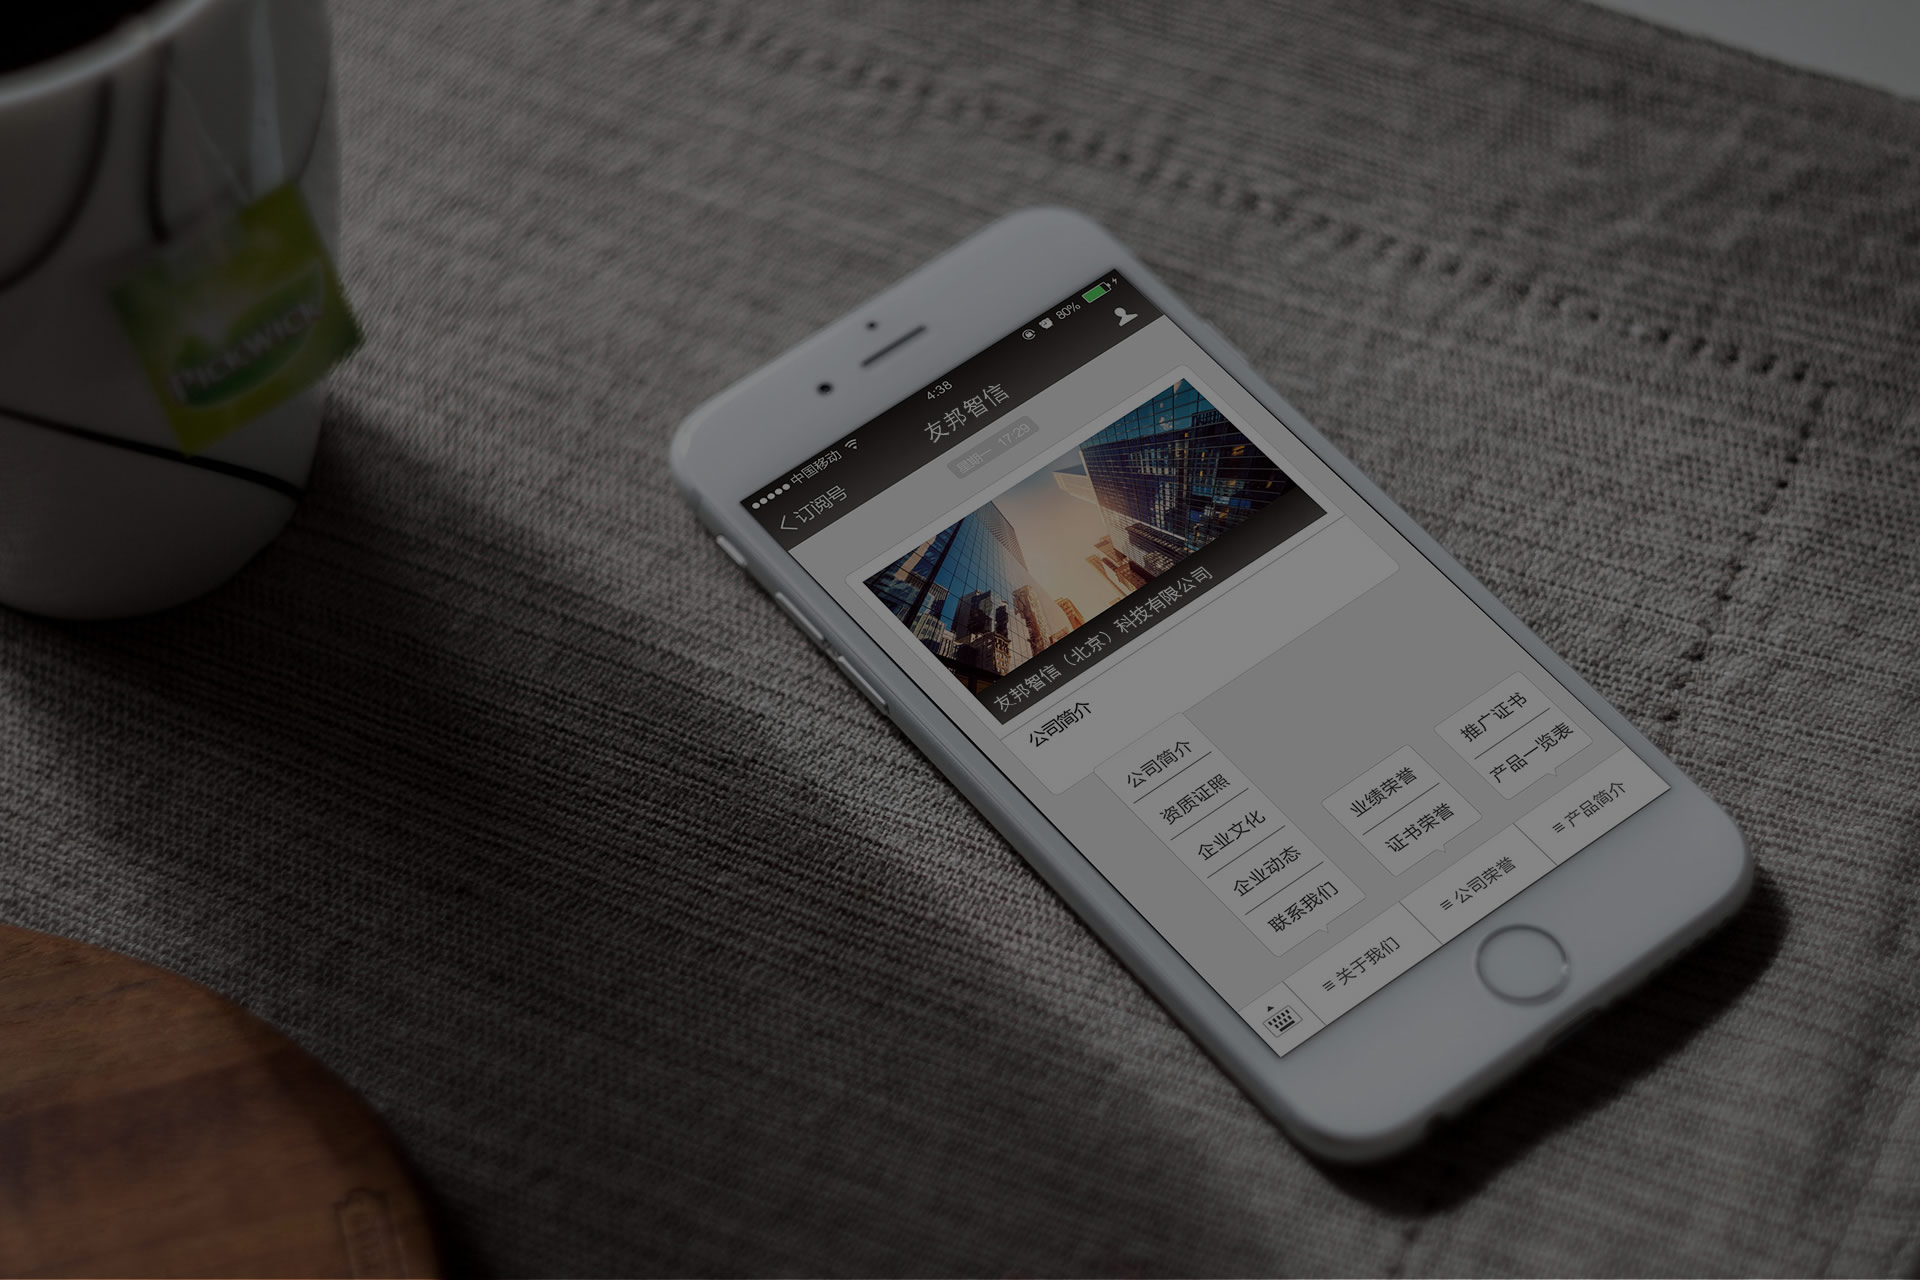 PICKWICK
中国移动
4:38
80%
订阅号
友邦智信
星期一 17:29
友邦智信（北京）科技有限公司
公司简介
公司简介
资质证照
企业文化
企业动态
联系我们
业绩荣誉
证书荣誉
推广证书
产品一览表
关于我们
公司荣誉
产品简介